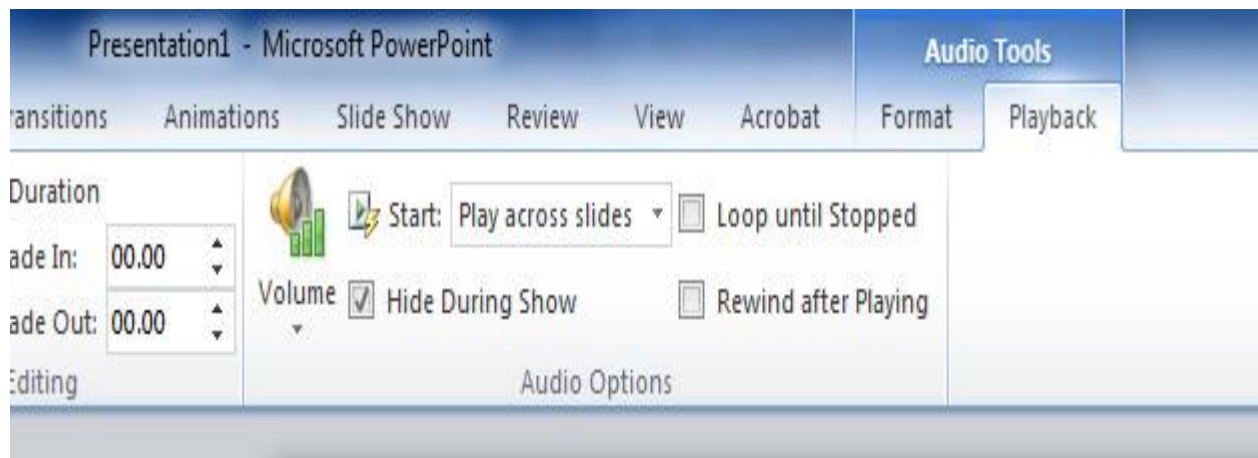 Presentation1 - Microsoft PowerPoint
Audio Tools
ransitions Animations Slide Show Review View Acrobat Format Playback
Duration
Start: Play across slides Loop until Stopped
ade In: 00.00
Volume Hide During Show Rewind after Playing
ade Out: 00.00
Editing Audio Options